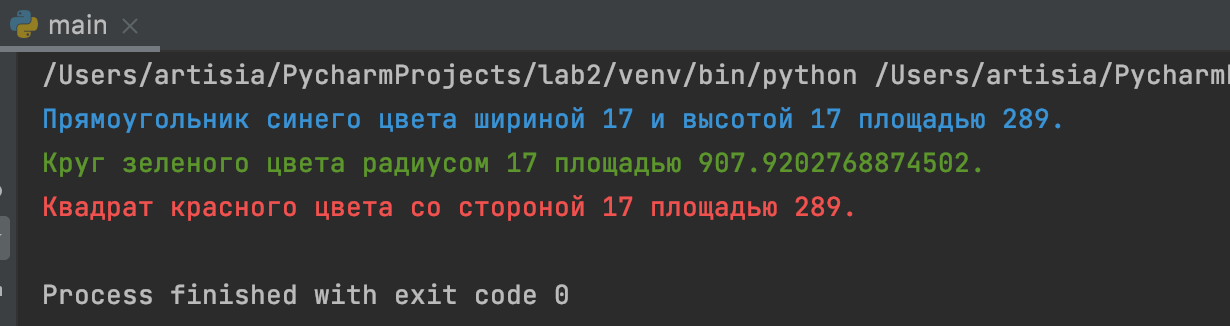 main
/Users/artisia/PycharmProjects/lab2/venv/bin/python /Users/artisia/Pycharm
Прямоугольник синего цвета шириной 17 и высотой 17 площадью 289.
Круг зеленого цвета радиусом 17 площадью 907.9202768874502.
Квадрат красного цвета со стороной 17 площадью 289.
Process finished with exit code 0